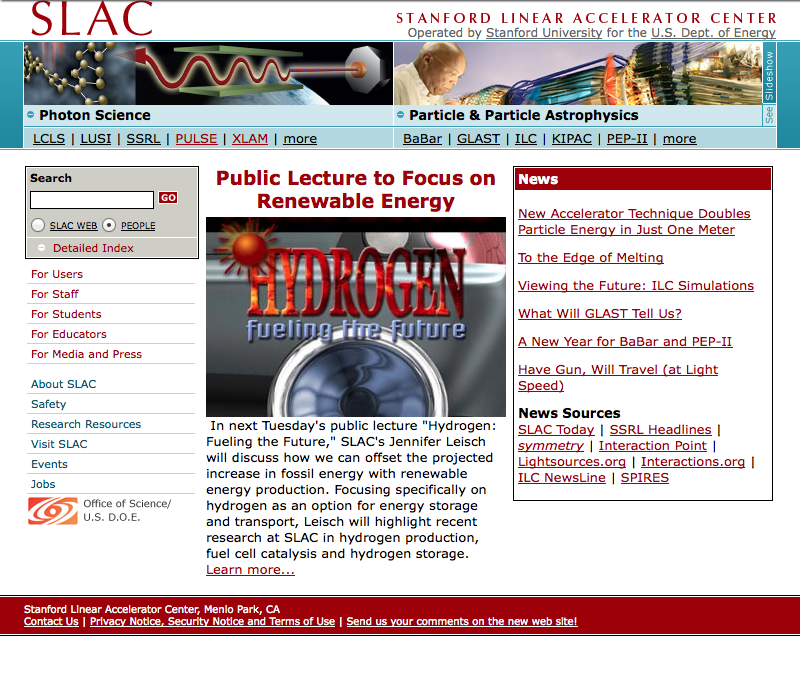 SLAC
STANFORD LINEAR ACCELERATOR CENTER
Operated by Stanford University for the U.S. Dept. of Energy
See Slideshow
Photon Science
LCLS | LUSI | SSRL | PULSE | XLAM | more
Particle & Particle Astrophysics
BaBar | GLAST | ILC | KIPAC | PEP-II | more
Search
GO
SLAC WEB PEOPLE
Detailed Index
For Users
For Staff
For Students
For Educators
For Media and Press
About SLAC
Safety
Research Resources
Visit SLAC
Events
Jobs
Office of Science/
U.S. D.O.E.
Public Lecture to Focus on
Renewable Energy
HYDROGEN
fueling the future
In next Tuesday's public lecture "Hydrogen:
Fueling the Future," SLAC's Jennifer Leisch
will discuss how we can offset the projected
increase in fossil energy with renewable
energy production. Focusing specifically on
hydrogen as an option for energy storage
and transport, Leisch will highlight recent
research at SLAC in hydrogen production,
fuel cell catalysis and hydrogen storage.
Learn more...
News
New Accelerator Technique Doubles
Particle Energy in Just One Meter
To the Edge of Melting
Viewing the Future: ILC Simulations
What Will GLAST Tell Us?
A New Year for BaBar and PEP-II
Have Gun, Will Travel (at Light
Speed)
News Sources
SLAC Today | SSRL Headlines |
symmetry | Interaction Point |
Lightsources.org | Interactions.org |
ILC NewsLine | SPIRES
Stanford Linear Accelerator Center, Menlo Park, CA
Contact Us | Privacy Notice, Security Notice and Terms of Use | Send us your comments on the new web site!